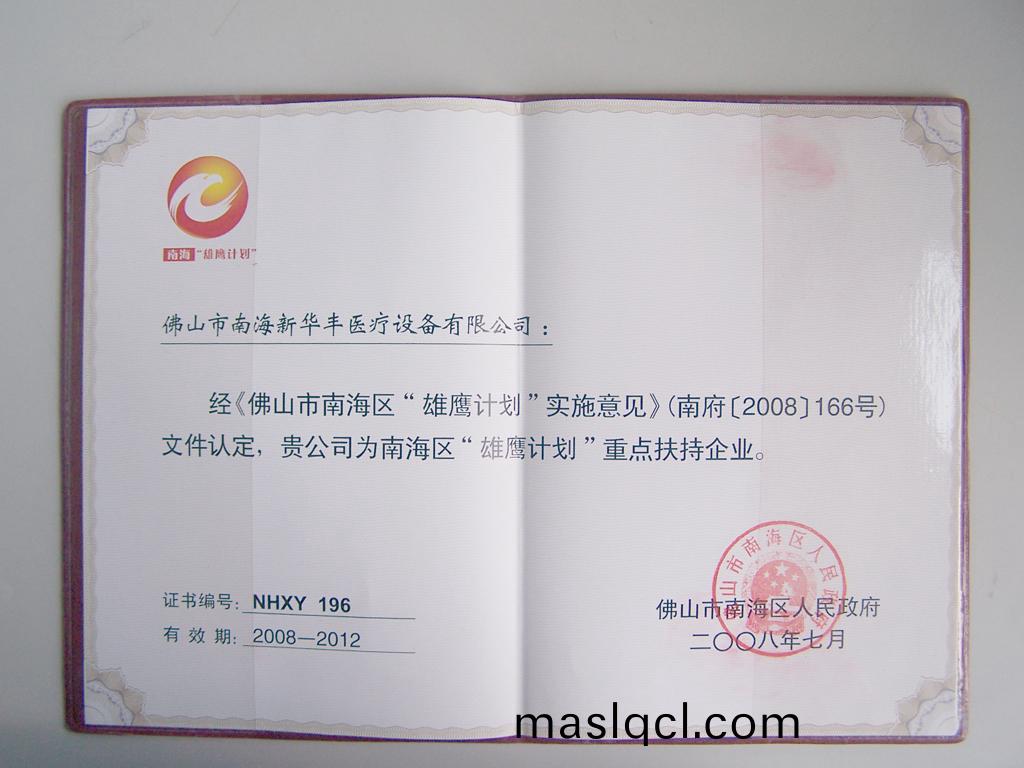 南海“雄鹰计划”
佛山市南海新华丰医疗设备有限公司：
经《佛山市南海区“雄鹰计划”实施意见》（南府〔2008〕166号）
文件认定，贵公司为南海区“雄鹰计划”重点扶持企业。
证书编号：NHXY 196
有效期：2008—2012
佛山市南海区人民政府
佛山市南海区人民政府
二〇〇八年七月
maslqcl.com